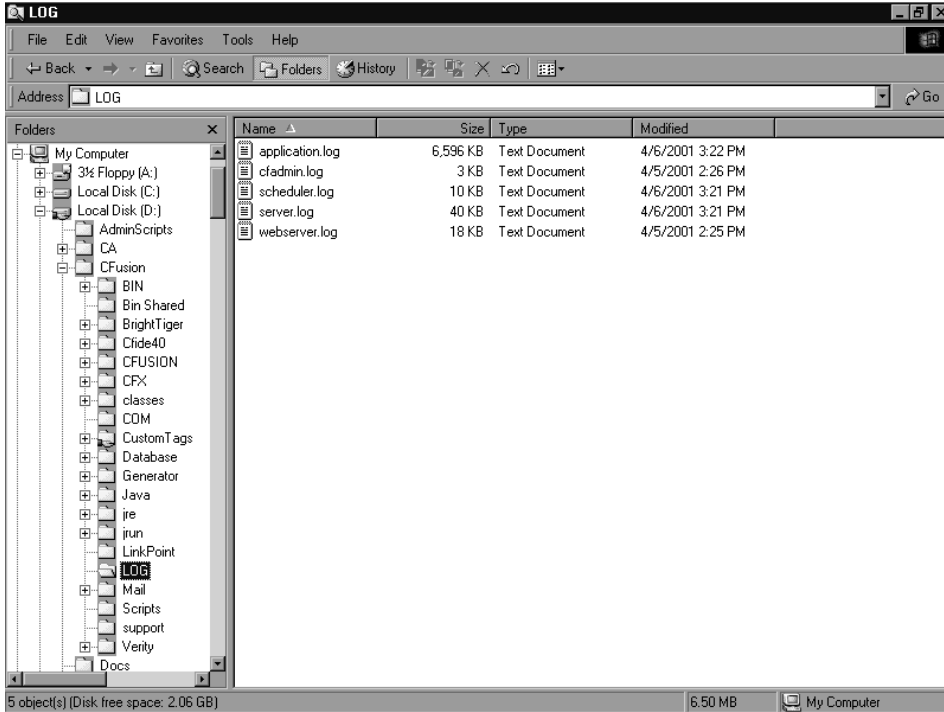 LOG
File Edit View Favorites Tools Help
Back Search Folders History
Address LOG Go
Folders
My Computer
3½ Floppy (A:)
Local Disk (C:)
Local Disk (D:)
AdminScripts
CA
CFusion
BIN
Bin Shared
BrightTiger
Cfide40
CFUSION
CFX
classes
COM
CustomTags
Database
Generator
Java
jre
jrun
LinkPoint
LOG
Mail
Scripts
support
Verity
Docs
Name Size Type Modified
application.log 6,596 KB Text Document 4/6/2001 3:22 PM
cfadmin.log 3 KB Text Document 4/5/2001 2:26 PM
scheduler.log 10 KB Text Document 4/6/2001 3:21 PM
server.log 40 KB Text Document 4/6/2001 3:21 PM
webserver.log 18 KB Text Document 4/5/2001 2:25 PM
5 object(s) (Disk free space: 2.06 GB) 6.50 MB My Computer